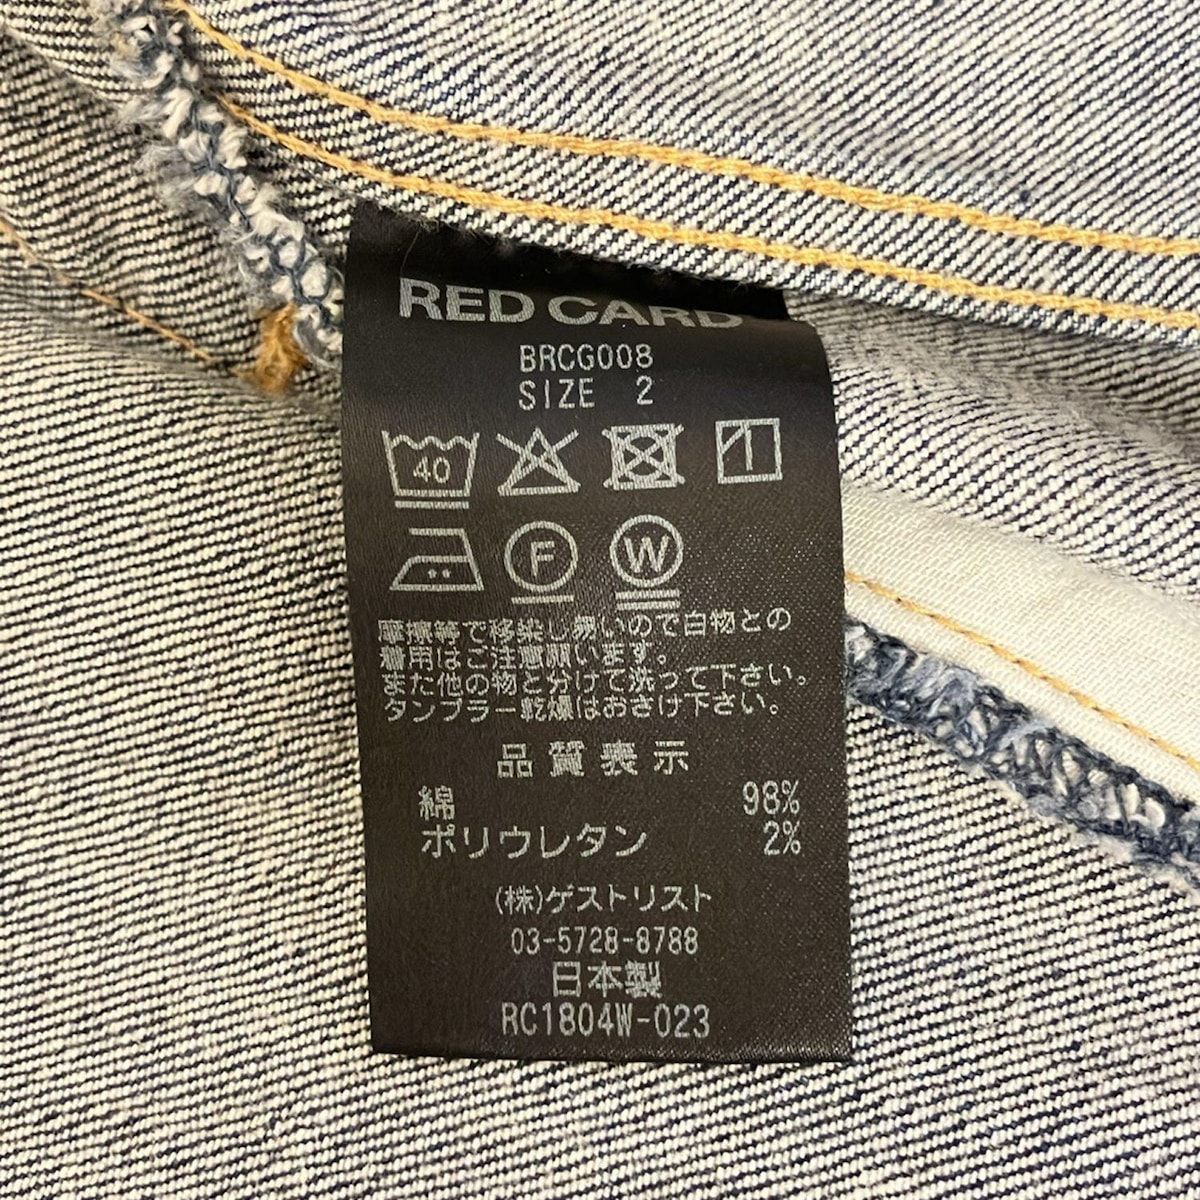 RED CARD
BRCG008
SIZE 2
40
F
W
摩擦等で移染し易いので白物との
着用はご注意願います。
また他の物と分けて洗って下さい。
タンブラー乾燥はおさけ下さい。
品質表示
綿 98%
ポリウレタン 2%
(株)ゲストリスト
03-5728-8788
日本製
RC1804W-023